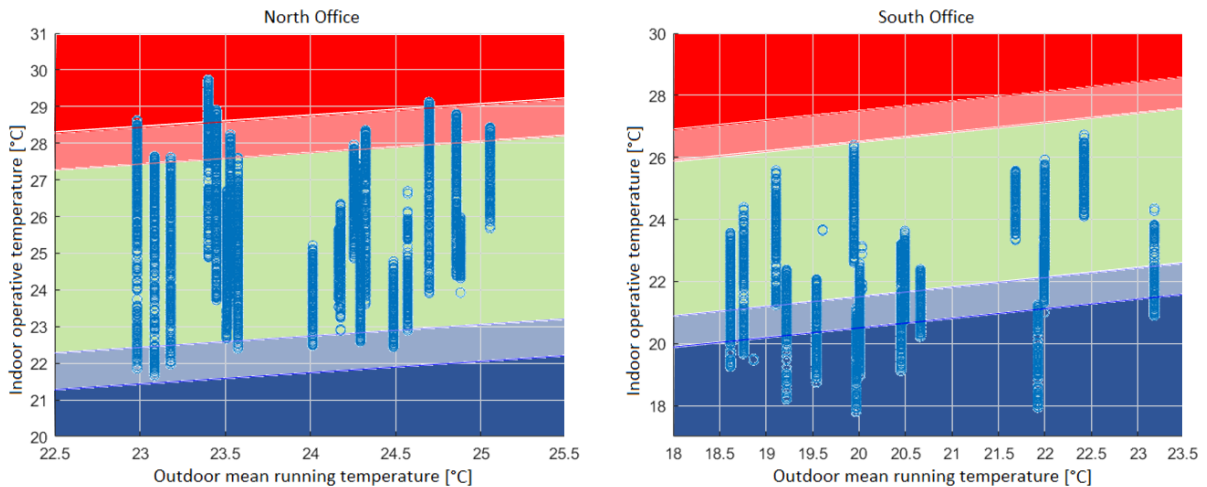 North Office
Indoor operative temperature [°C]
31
30
29
28
27
26
25
24
23
22
21
20
22.5 23 23.5 24 24.5 25 25.5
Outdoor mean running temperature [°C]
South Office
Indoor operative temperature [°C]
30
28
26
24
22
20
18
18 18.5 19 19.5 20 20.5 21 21.5 22 22.5 23 23.5
Outdoor mean running temperature [°C]